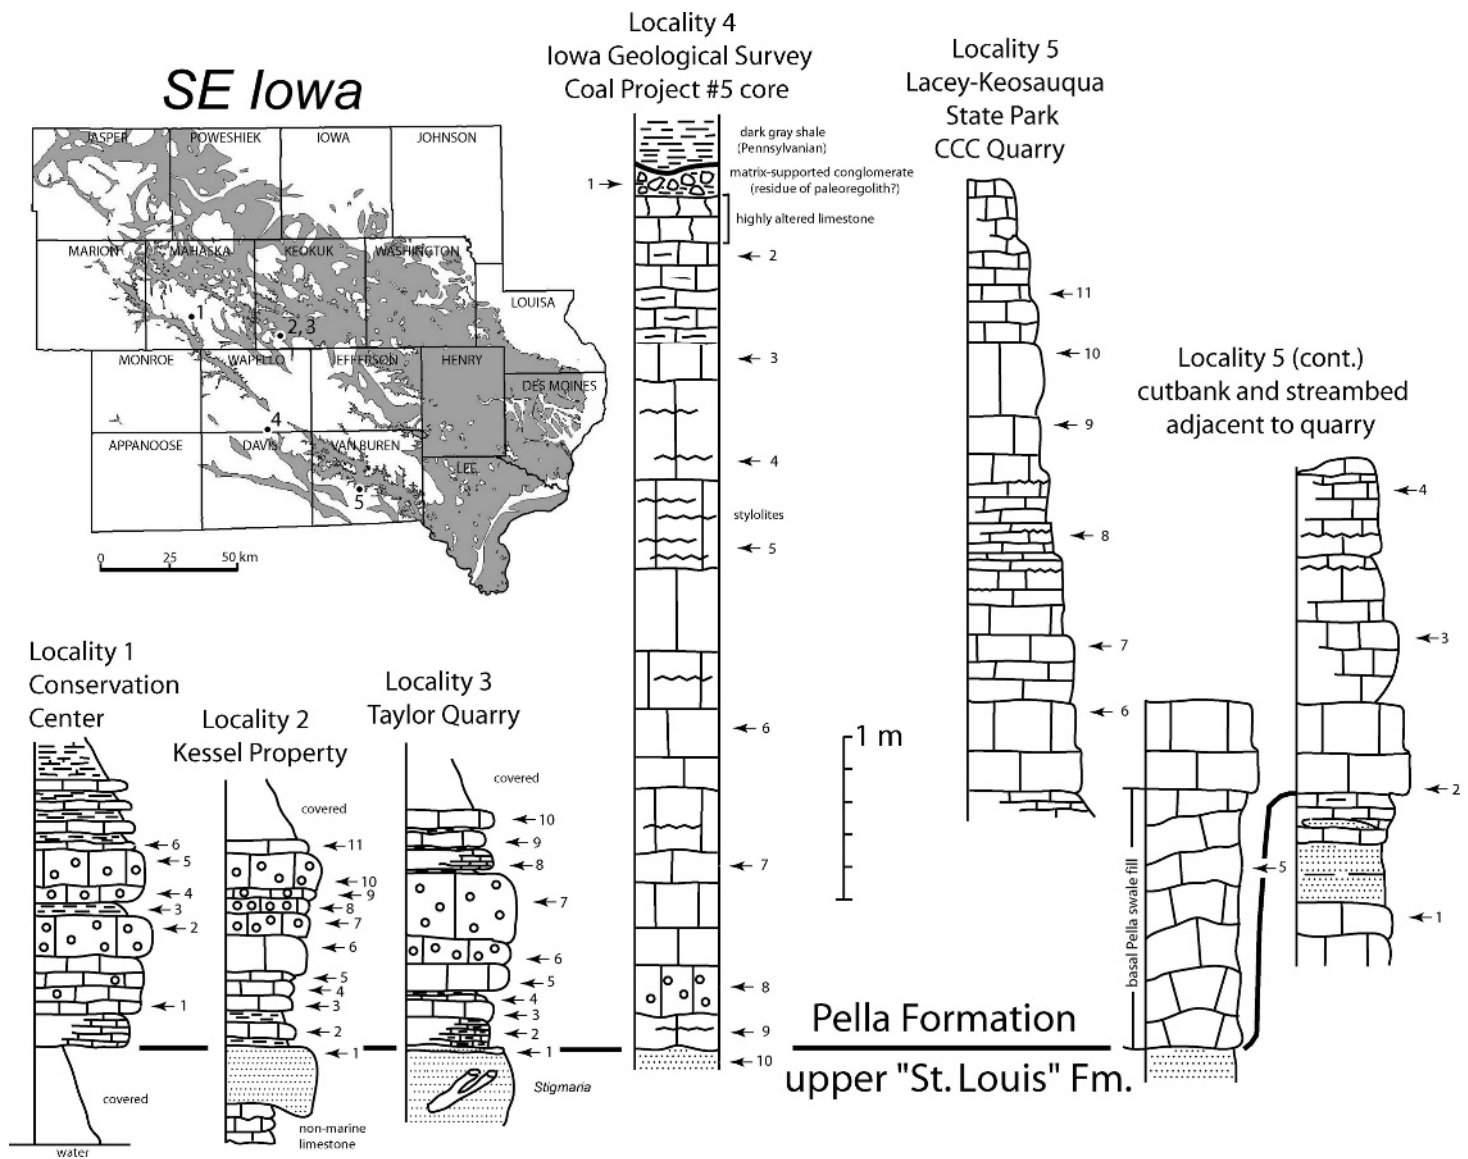 SE Iowa
JASPER
POWESHIEK
IOWA
JOHNSON
MARION
MAHASKA
KEOKUK
WASHINGTON
LOUISA
1
2, 3
MONROE
WAPELLO
JEFFERSON
HENRY
DES MOINES
4
APPANOOSE
DAVIS
VAN BUREN
LEE
5
0 25 50 km
Locality 4
Iowa Geological Survey
Coal Project #5 core
dark gray shale
(Pennsylvanian)
1
matrix-supported conglomerate
(residue of paleoregolith?)
highly altered limestone
2
3
4
stylolites
5
6
7
8
9
10
Locality 5
Lacey-Keosauqua
State Park
CCC Quarry
11
10
9
8
7
6
Locality 5 (cont.)
cutbank and streambed
adjacent to quarry
4
3
2
5
1
basal Pella swale fill
Locality 1
Conservation
Center
6
5
4
3
2
1
covered
water
Locality 2
Kessel Property
covered
11
10
9
8
7
6
5
4
3
2
1
non-marine
limestone
Locality 3
Taylor Quarry
covered
10
9
8
7
6
5
4
3
2
1
Stigmaria
1 m
Pella Formation
upper "St. Louis" Fm.